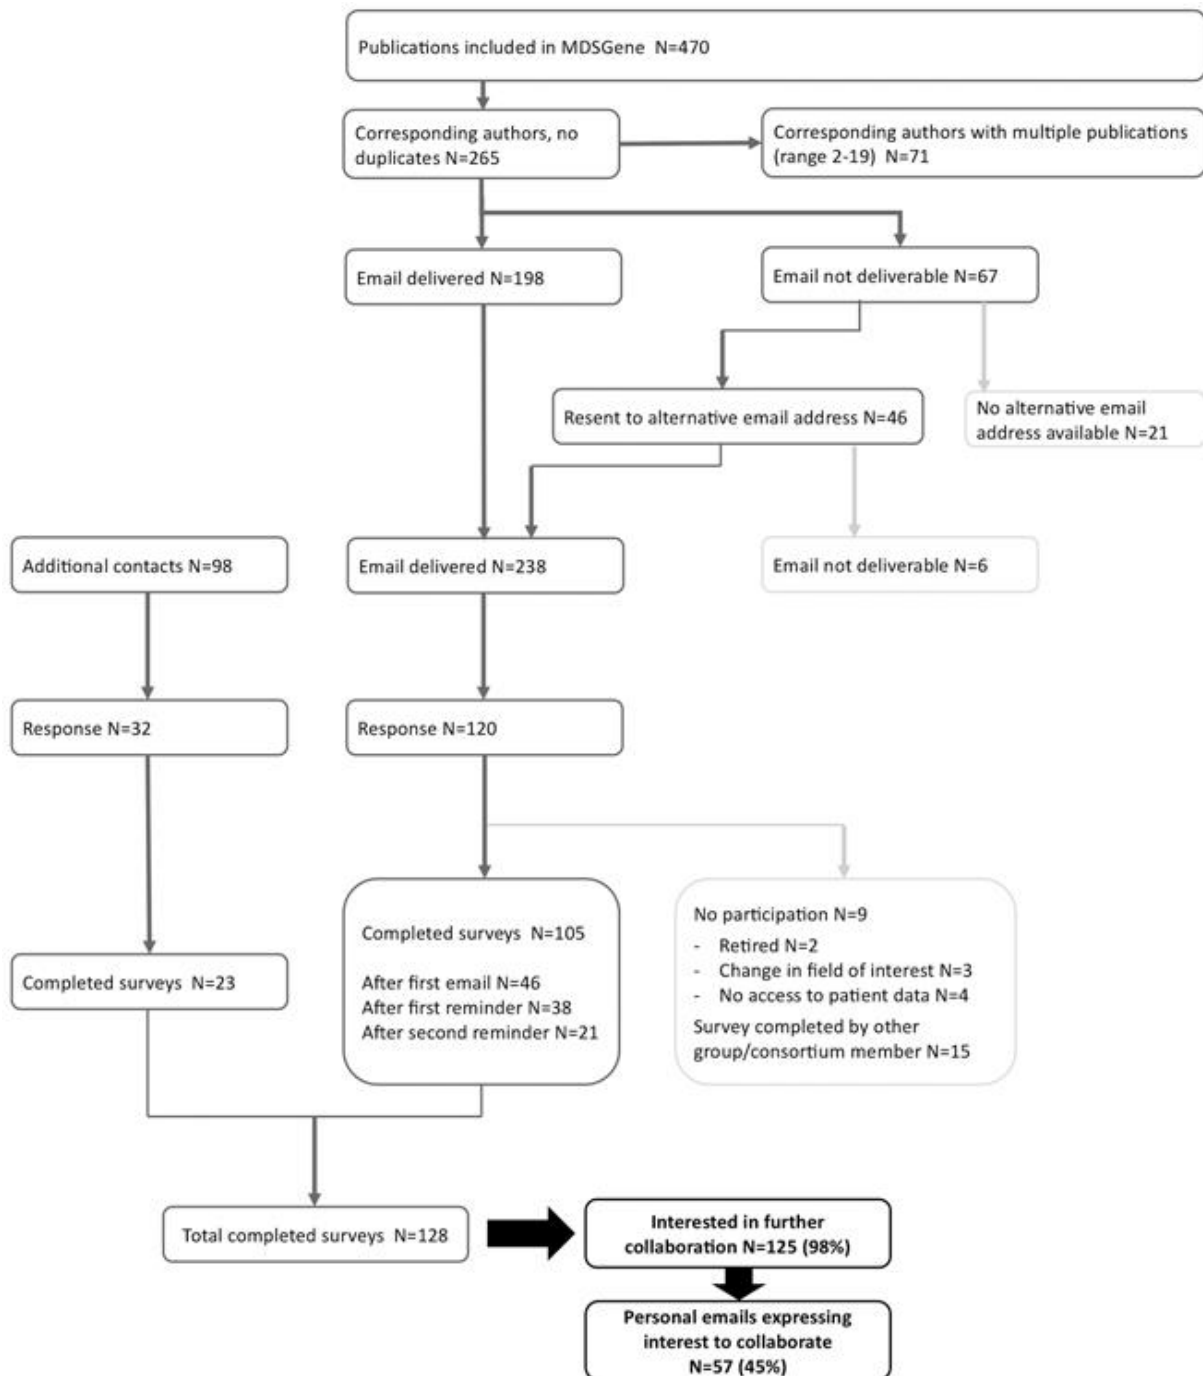 Publications included in MDSGene N=470
Corresponding authors, no
duplicates N=265
Corresponding authors with multiple publications
(range 2-19) N=71
Email delivered N=198
Email not deliverable N=67
Resent to alternative email address N=46
No alternative email
address available N=21
Additional contacts N=98
Email delivered N=238
Email not deliverable N=6
Response N=32
Response N=120
Completed surveys N=23
Completed surveys N=105
After first email N=46
After first reminder N=38
After second reminder N=21
No participation N=9
- Retired N=2
- Change in field of interest N=3
- No access to patient data N=4
Survey completed by other
group/consortium member N=15
Total completed surveys N=128
Interested in further
collaboration N=125 (98%)
Personal emails expressing
interest to collaborate
N=57 (45%)